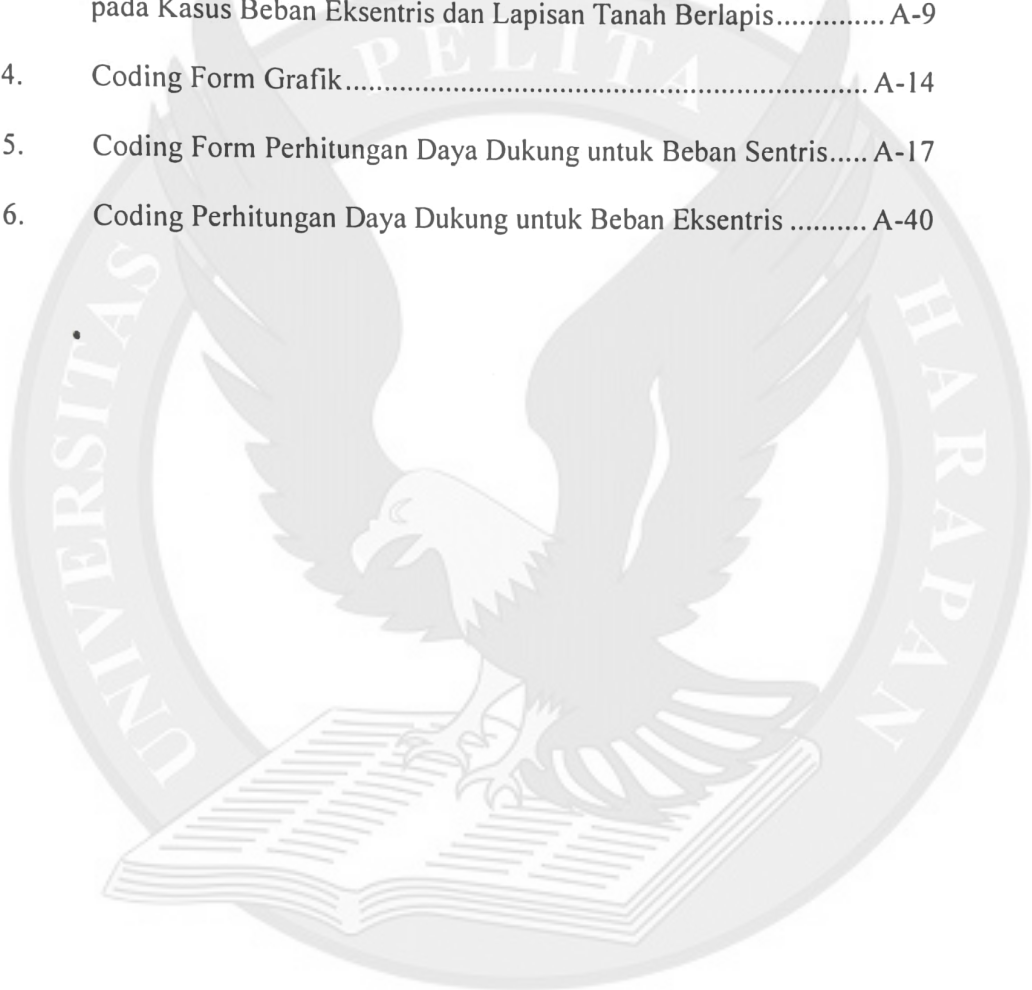 pada Kasus Beban Eksentris dan Lapisan Tanah Berlapis.............. A-9
4. Coding Form Grafik................................................................... A-14
5. Coding Form Perhitungan Daya Dukung untuk Beban Sentris..... A-17
6. Coding Perhitungan Daya Dukung untuk Beban Eksentris .......... A-40
UNIVERSITAS PELITA HARAPAN